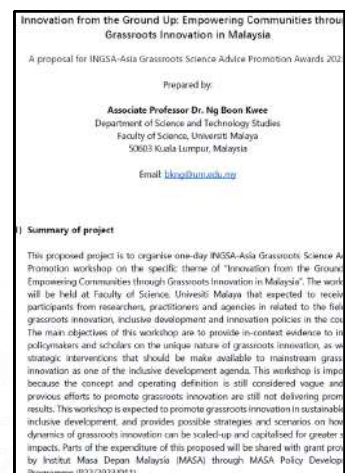 Innovation from the Ground Up: Empowering Communities throu
Grassroots Innovation in Malaysia
A proposal for INGSA-Asia Grassroots Science Advice Promotion Awards 202
Prepared by:
Associate Professor Dr. Ng Boon Kwee
Department of Science and Technology Studies
Faculty of Science, Universiti Malaya
50603 Kuala Lumpur, Malaysia
Email: bkng@um.edu.my
1) Summary of project
This proposed project is to organise one-day INGSA-Asia Grassroots Science A
Promotion workshop on the specific theme of "Innovation from the Ground
Empowering Communities through Grassroots Innovation in Malaysia". The work
will be held at Faculty of Science, Universiti Malaya that expected to receiv
participants from researchers, practitioners and agencies in related to the fiel
grassroots innovation, inclusive development and innovation policies in the cou
The main objectives of this workshop are to provide in-context evidence to in
policymakers and scholars on the unique nature of grassroots innovation, as w
strategic interventions that should be make available to mainstream grass
innovation as one of the inclusive development agenda. This workshop is impo
because the concept and operating definition is still considered vague and
previous efforts to promote grassroots innovation are still not delivering prom
results. This workshop is expected to promote grassroots innovation in sustainabl
inclusive development, and provides possible strategies and scenarios on how
dynamics of grassroots innovation can be scaled-up and capitalised for greater s
impacts. Parts of the expenditure of this proposed will be shared with grant prov
by Institut Masa Depan Malaysia (MASA) through MASA Policy Develop
Programme